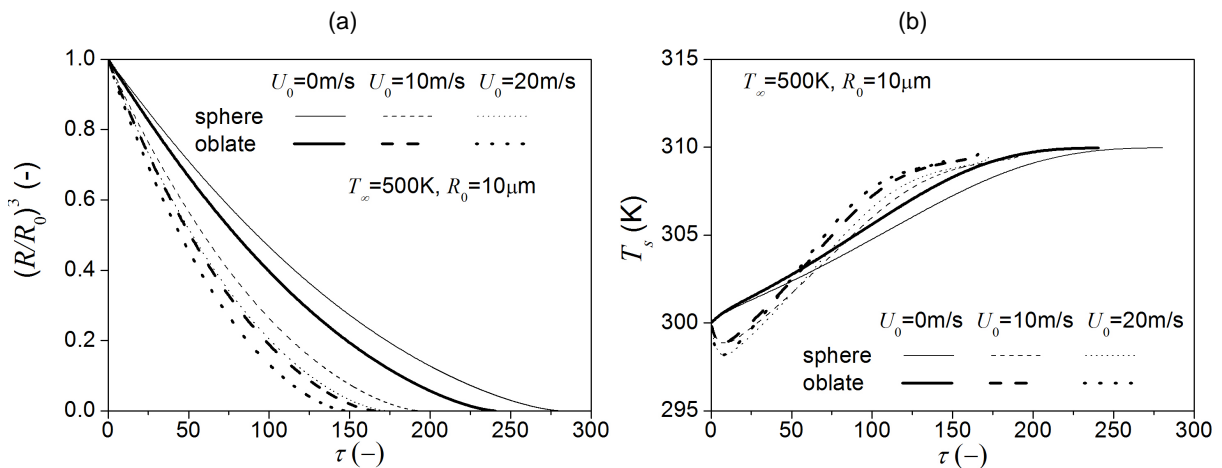 (a)
1.0
0.8
0.6
0.4
0.2
0.0
(R/R₀)³ (-)
U₀=0m/s U₀=10m/s U₀=20m/s
sphere
oblate
T∞=500K, R₀=10μm
0 50 100 150 200 250 300
τ (–)
(b)
315
310
305
300
295
Tₛ (K)
T∞=500K, R₀=10μm
U₀=0m/s U₀=10m/s U₀=20m/s
sphere
oblate
0 50 100 150 200 250 300
τ (–)